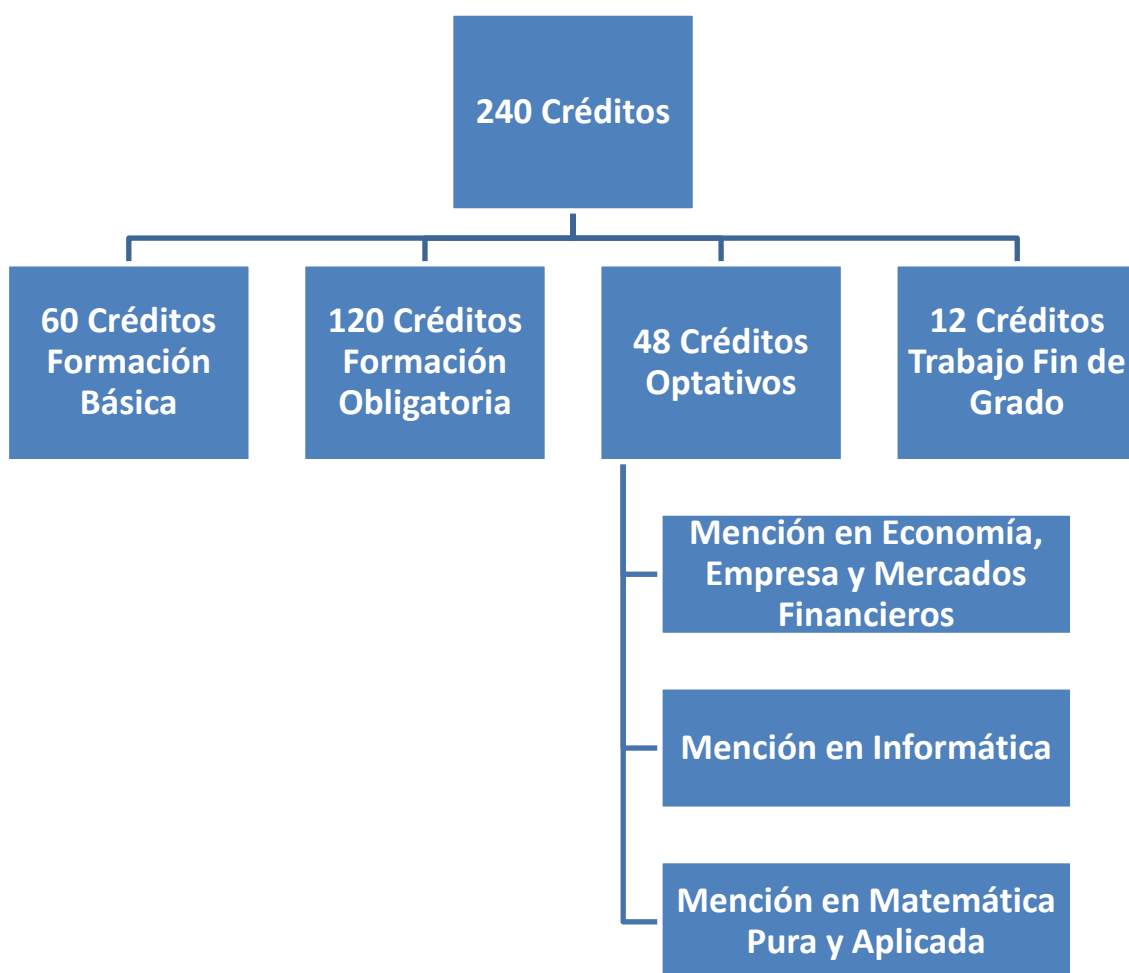 240 Créditos
60 Créditos
Formación
Básica
120 Créditos
Formación
Obligatoria
48 Créditos
Optativos
12 Créditos
Trabajo Fin de
Grado
Mención en Economía,
Empresa y Mercados
Financieros
Mención en Informática
Mención en Matemática
Pura y Aplicada